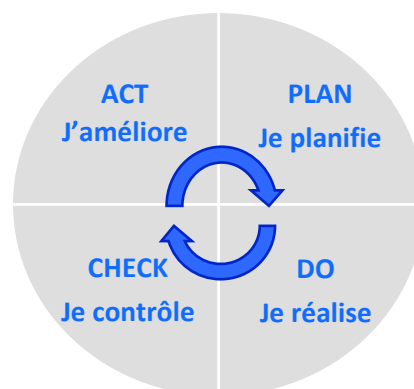 ACT
J’améliore
PLAN
Je planifie
CHECK
Je contrôle
DO
Je réalise